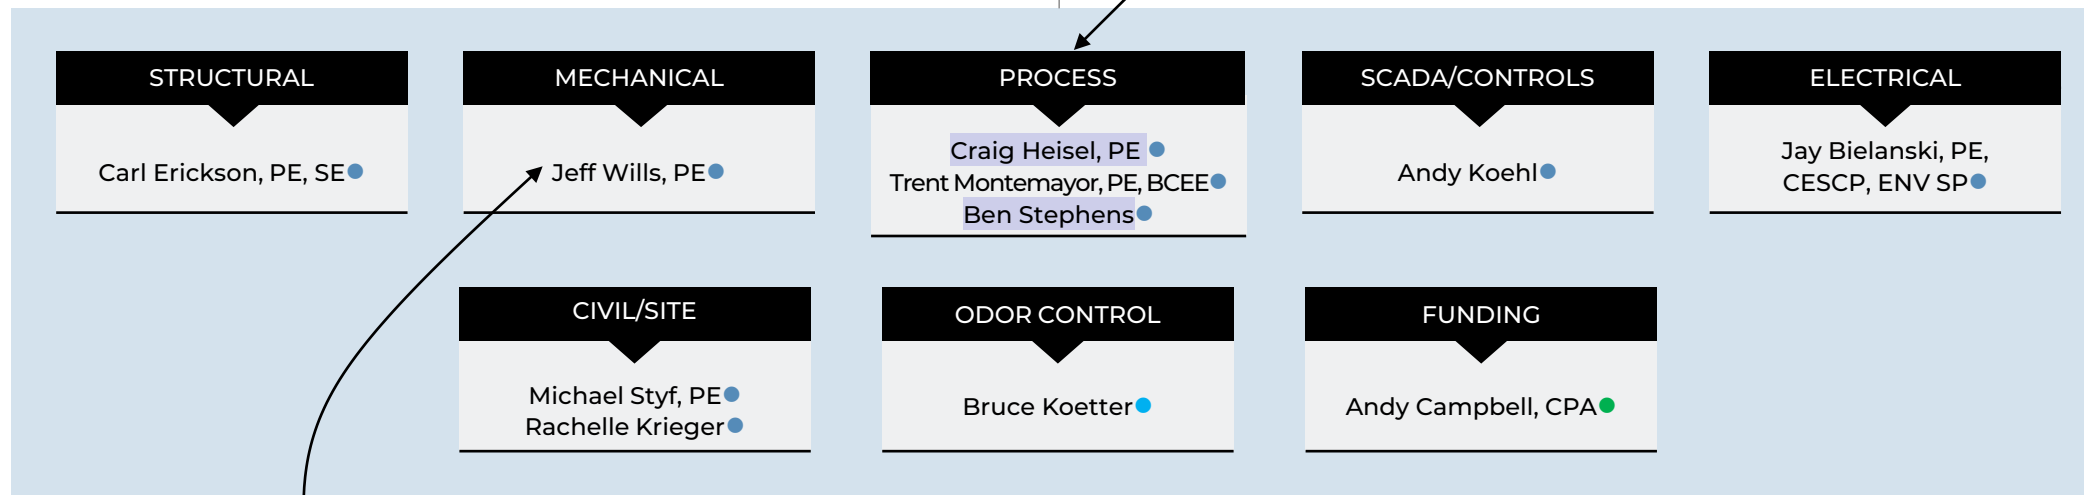 STRUCTURAL
Carl Erickson, PE, SE
MECHANICAL
Jeff Wills, PE
PROCESS
Craig Heisel, PE
Trent Montemayor, PE, BCEE
Ben Stephens
SCADA/CONTROLS
Andy Koehl
ELECTRICAL
Jay Bielanski, PE,
CESCP, ENV SP
CIVIL/SITE
Michael Styf, PE
Rachelle Krieger
ODOR CONTROL
Bruce Koetter
FUNDING
Andy Campbell, CPA